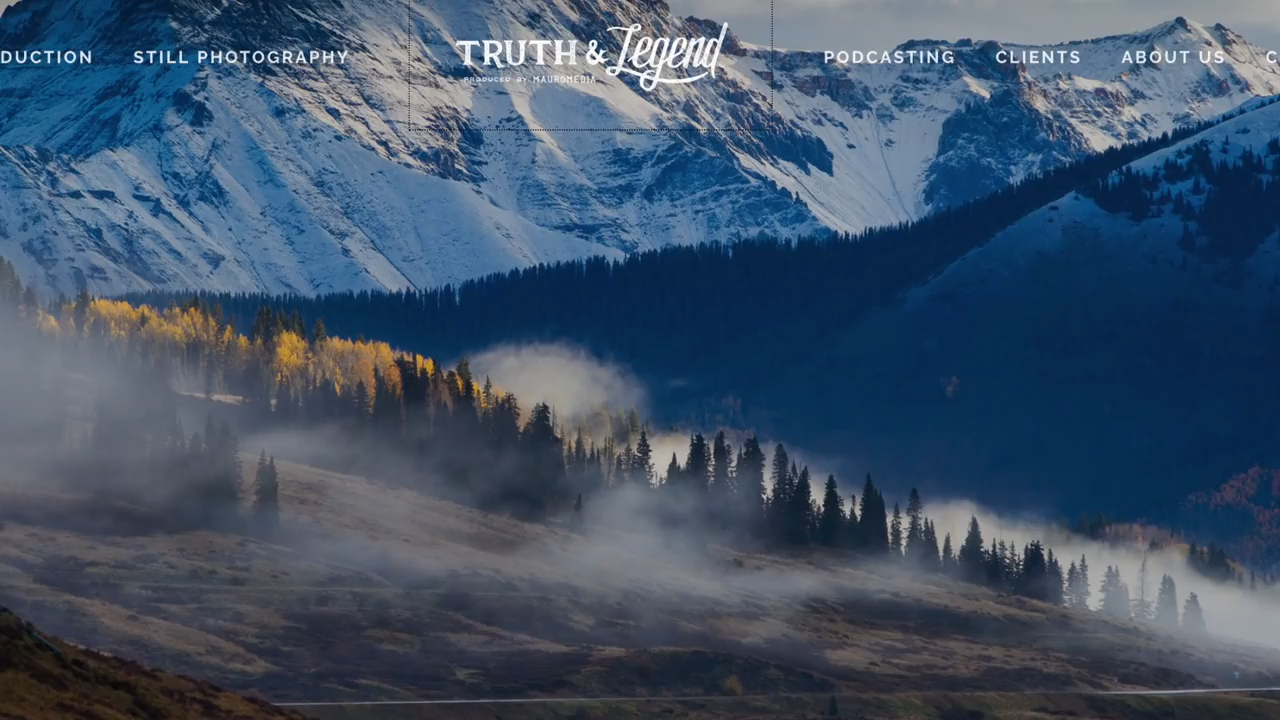 DUCTION STILL PHOTOGRAPHY TRUTH & Legend PODCASTING CLIENTS ABOUT US C
PRODUCED BY MAUROMEDIA